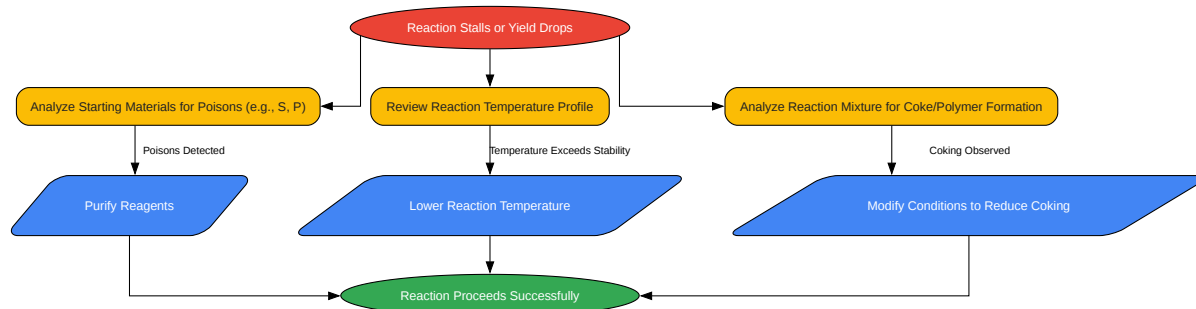 Reaction Stalls or Yield Drops
Analyze Starting Materials for Poisons (e.g., S, P)
Review Reaction Temperature Profile
Analyze Reaction Mixture for Coke/Polymer Formation
Poisons Detected
Temperature Exceeds Stability
Coking Observed
Purify Reagents
Lower Reaction Temperature
Modify Conditions to Reduce Coking
Reaction Proceeds Successfully